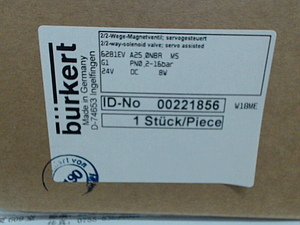 2/2-Wege-Magnetventil; servogesteuert
2/2-way-solenoid valve; servo assisted
6281EV A25,0NBR MS
G1 PN0,2-16bar
24V DC 8W
ID-No 00221856
W18ME
1 Stück/Piece
bürkert
Made in Germany
D-74653 Ingelfingen